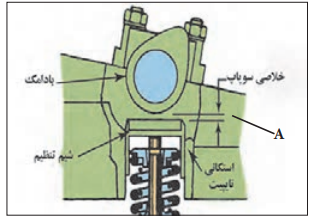 خلاصی سوپاپ
بادامک
A
شیم تنظیم
استکانی
تایپیت